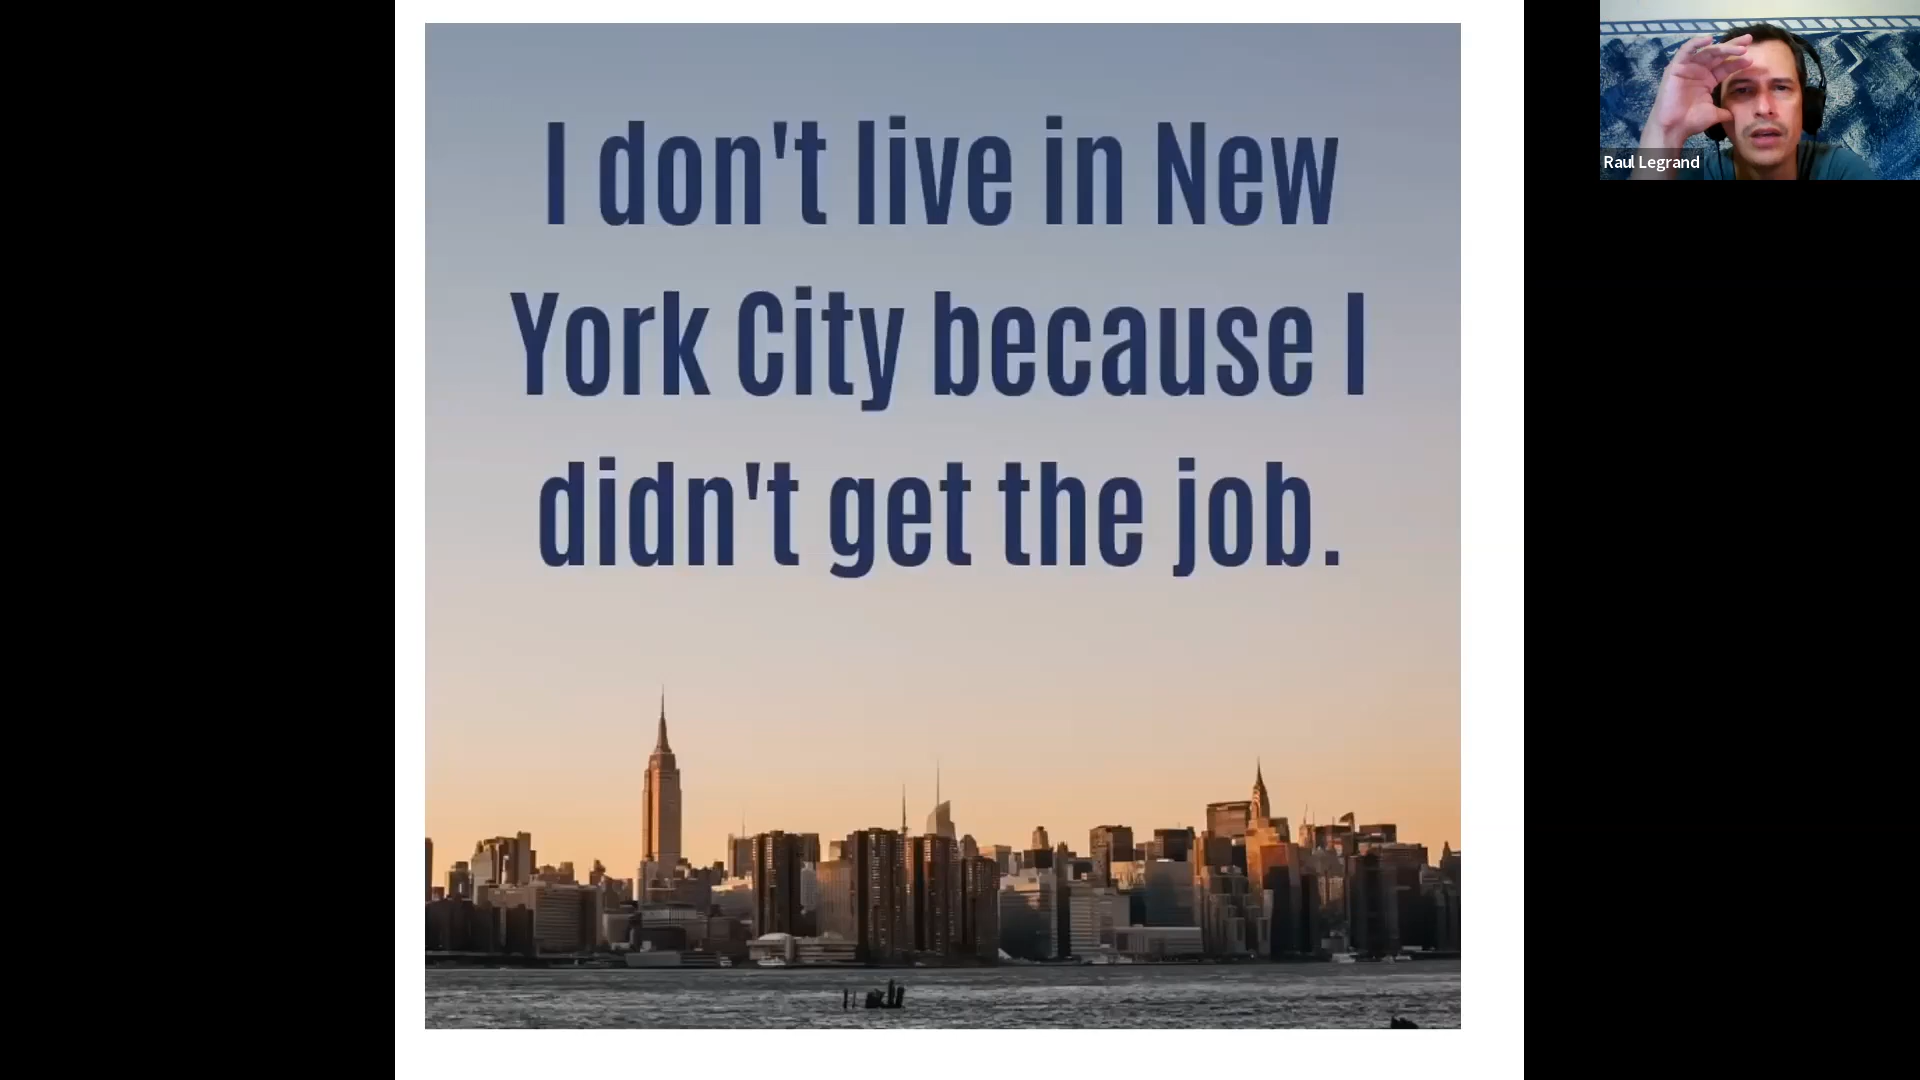 I don't live in New
York City because I
didn't get the job.
Raul Legrand